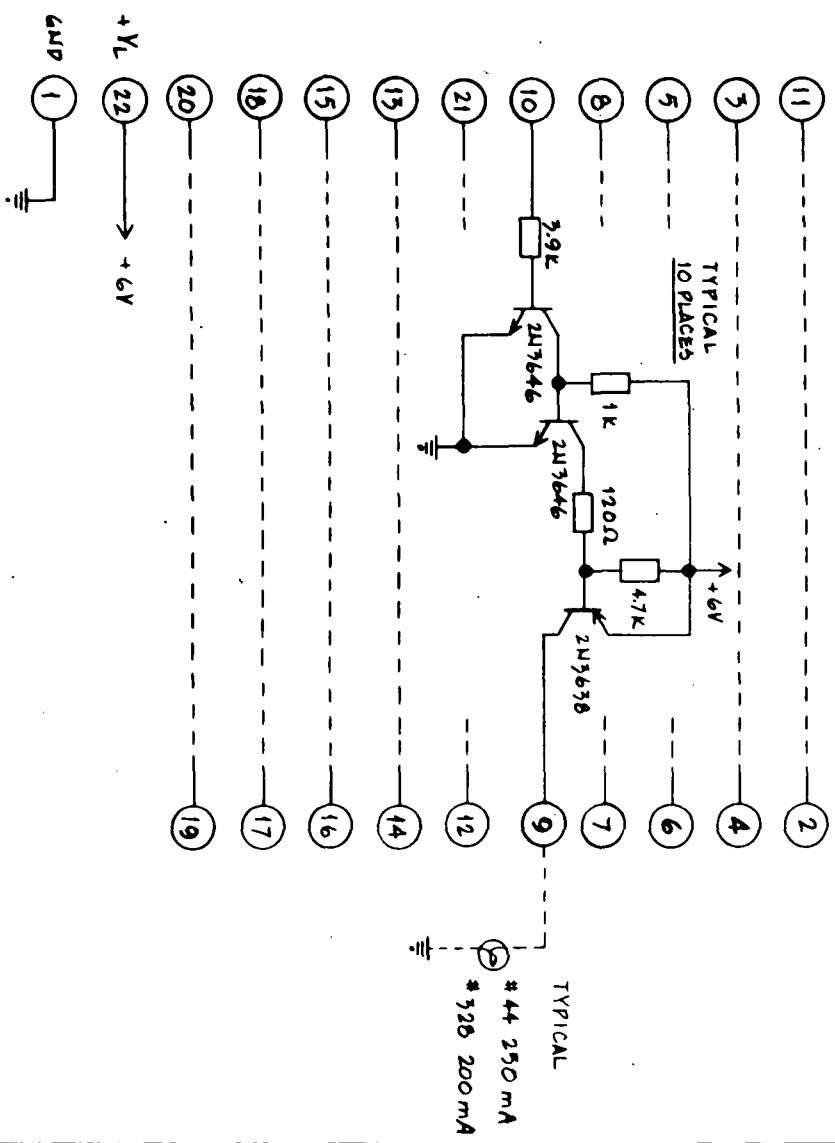 11 2
3 4
TYPICAL
10 PLACES
+6V
5 6
8 7
1K
4.7K
120Ω
3.9K
2N3646
2N3646
2N3638
10 9
TYPICAL
# 44 250 mA
# 328 200 mA
21 12
13 14
15 16
18 17
20 19
+VL 22 +6V
GND 1